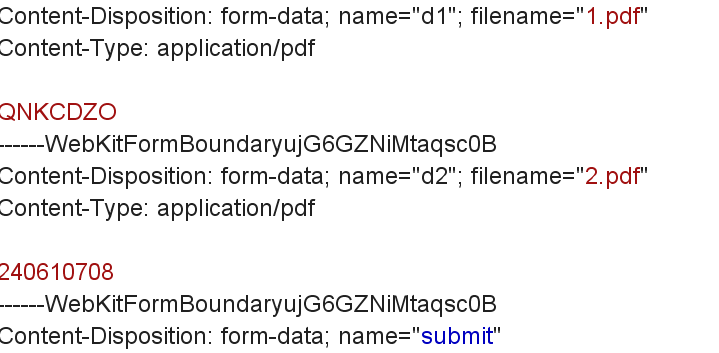 Content-Disposition: form-data; name="d1"; filename="1.pdf"
Content-Type: application/pdf
QNKCDZO
------WebKitFormBoundaryujG6GZNiMtaqsc0B
Content-Disposition: form-data; name="d2"; filename="2.pdf"
Content-Type: application/pdf
240610708
------WebKitFormBoundaryujG6GZNiMtaqsc0B
Content-Disposition: form-data; name="submit"